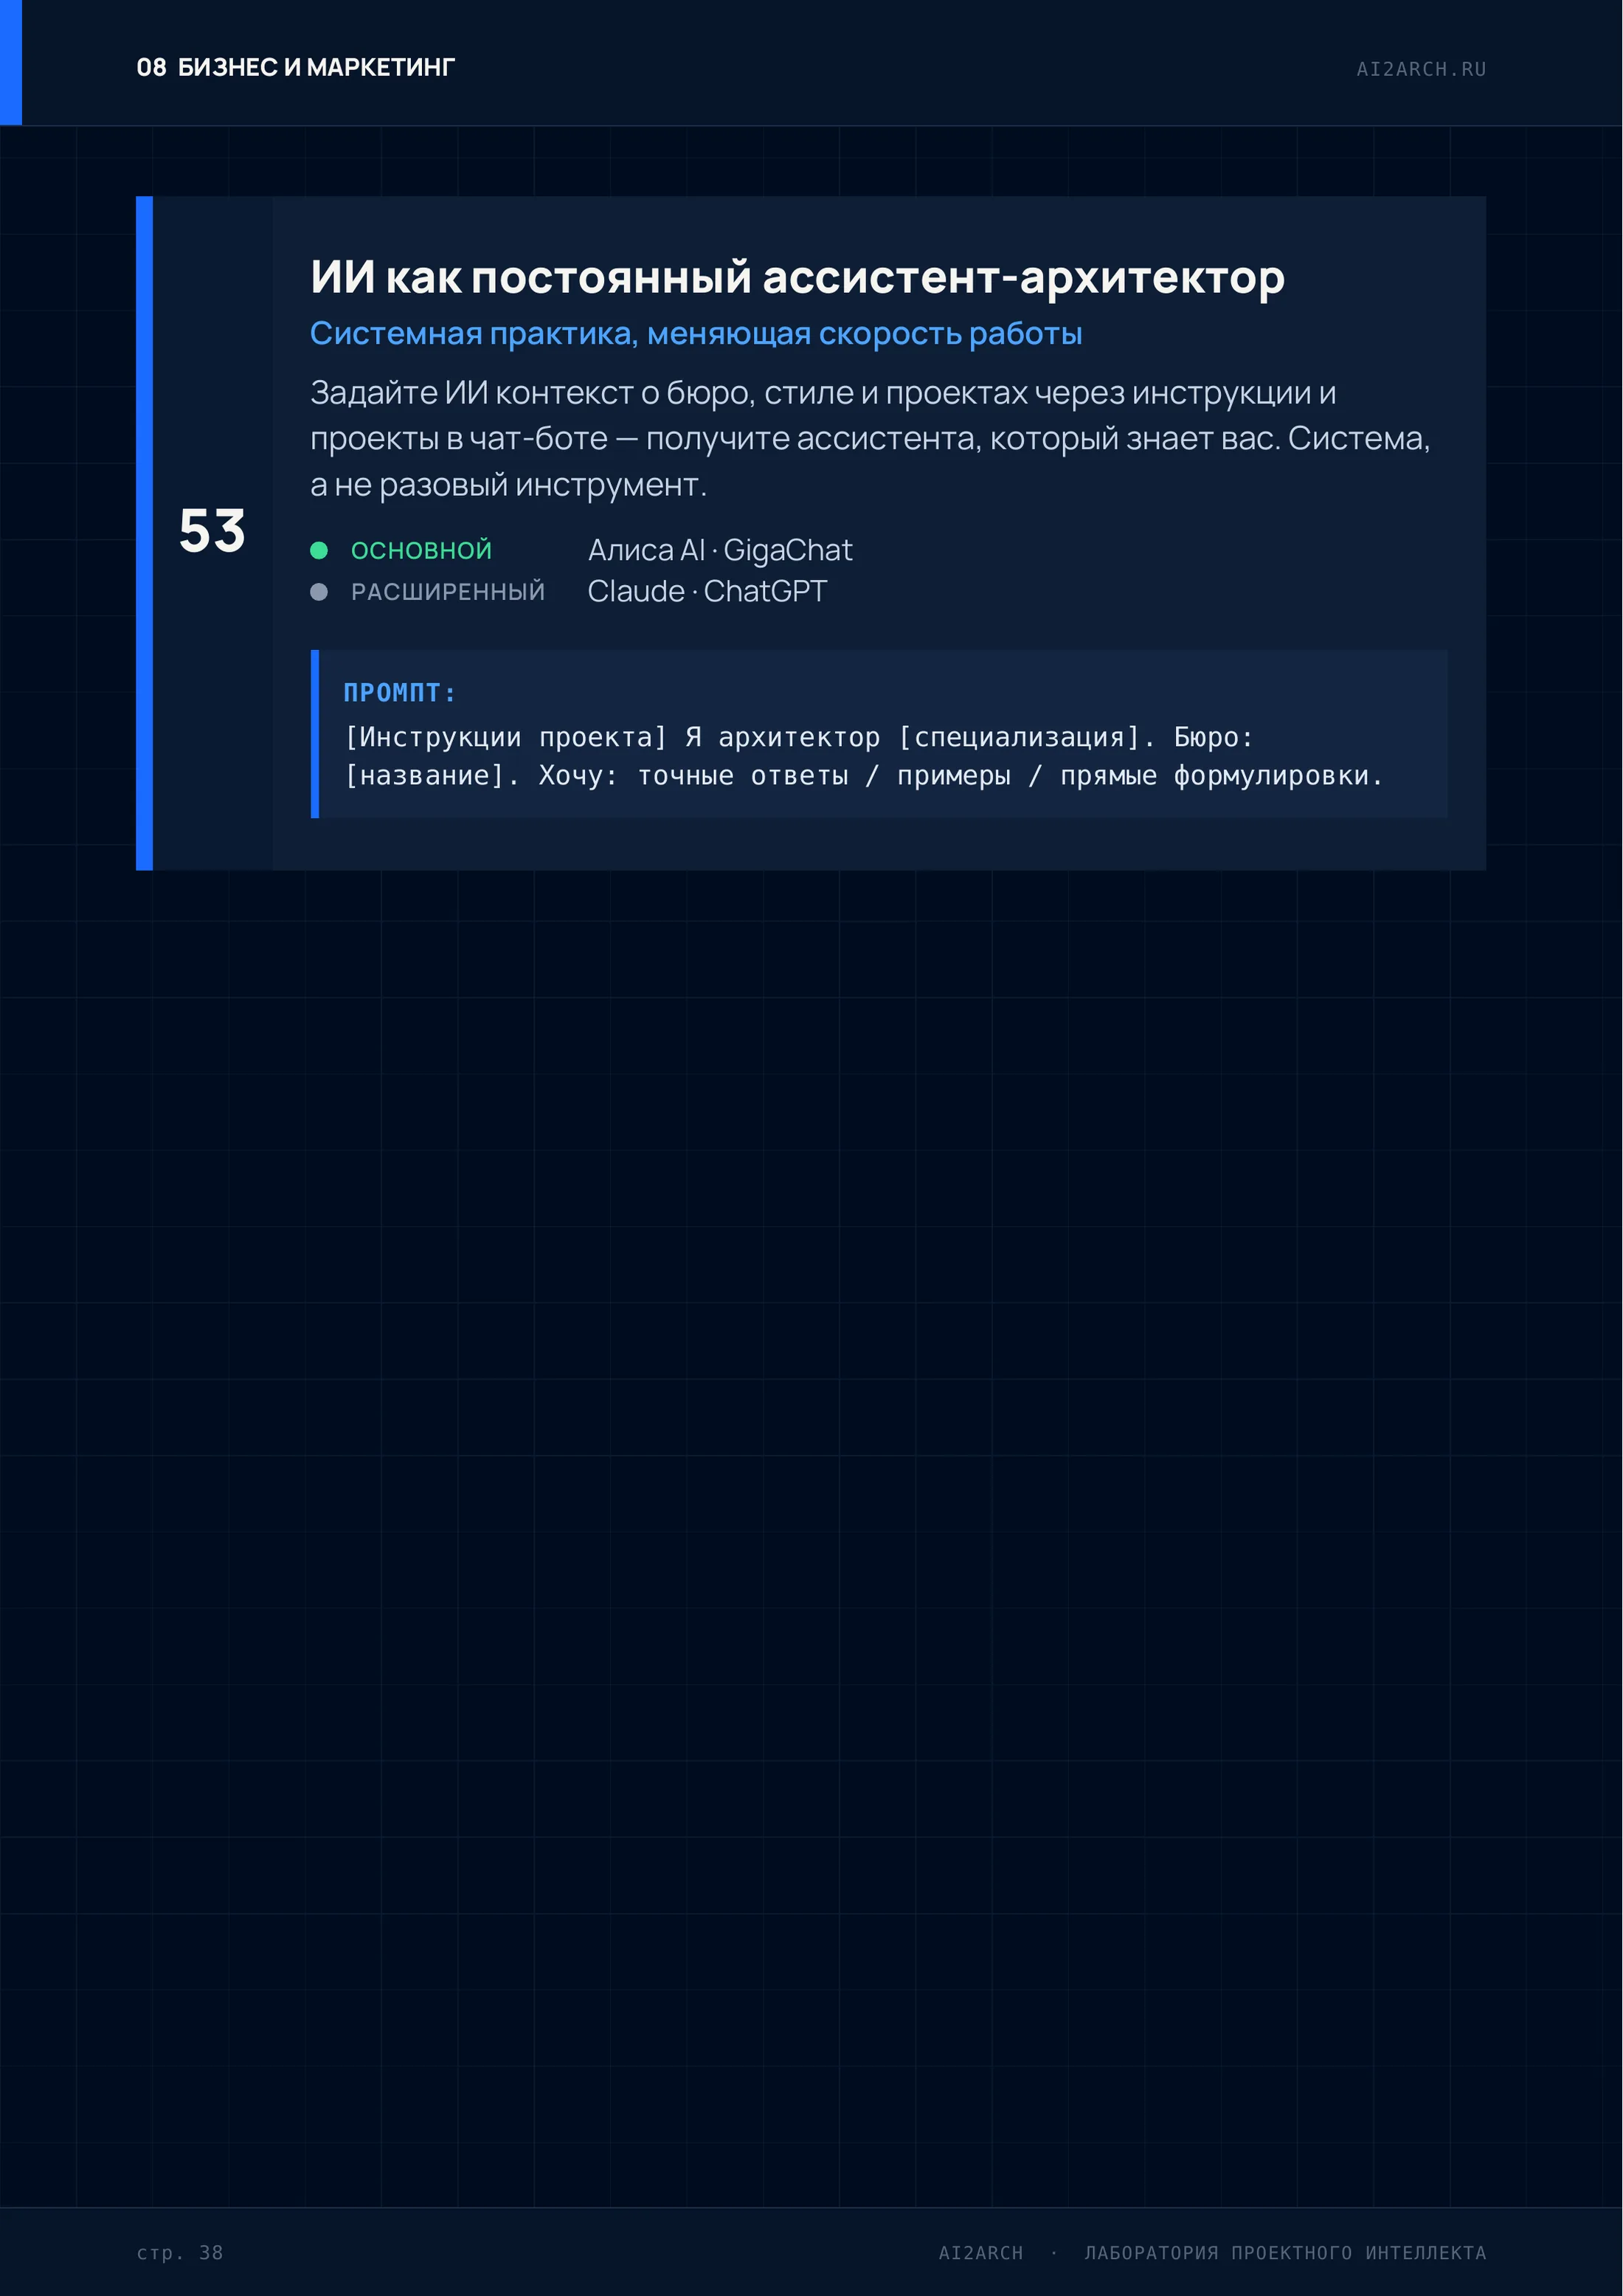 08 БИЗНЕС И МАРКЕТИНГ
AI2ARCH.RU
53
ИИ как постоянный ассистент-архитектор
Системная практика, меняющая скорость работы
Задайте ИИ контекст о бюро, стиле и проектах через инструкции и
проекты в чат-боте — получите ассистента, который знает вас. Система,
а не разовый инструмент.
ОСНОВНОЙ Алиса AI · GigaChat
РАСШИРЕННЫЙ Claude · ChatGPT
ПРОМПТ:
[Инструкции проекта] Я архитектор [специализация]. Бюро:
[название]. Хочу: точные ответы / примеры / прямые формулировки.
стр. 38
AI2ARCH · ЛАБОРАТОРИЯ ПРОЕКТНОГО ИНТЕЛЛЕКТА